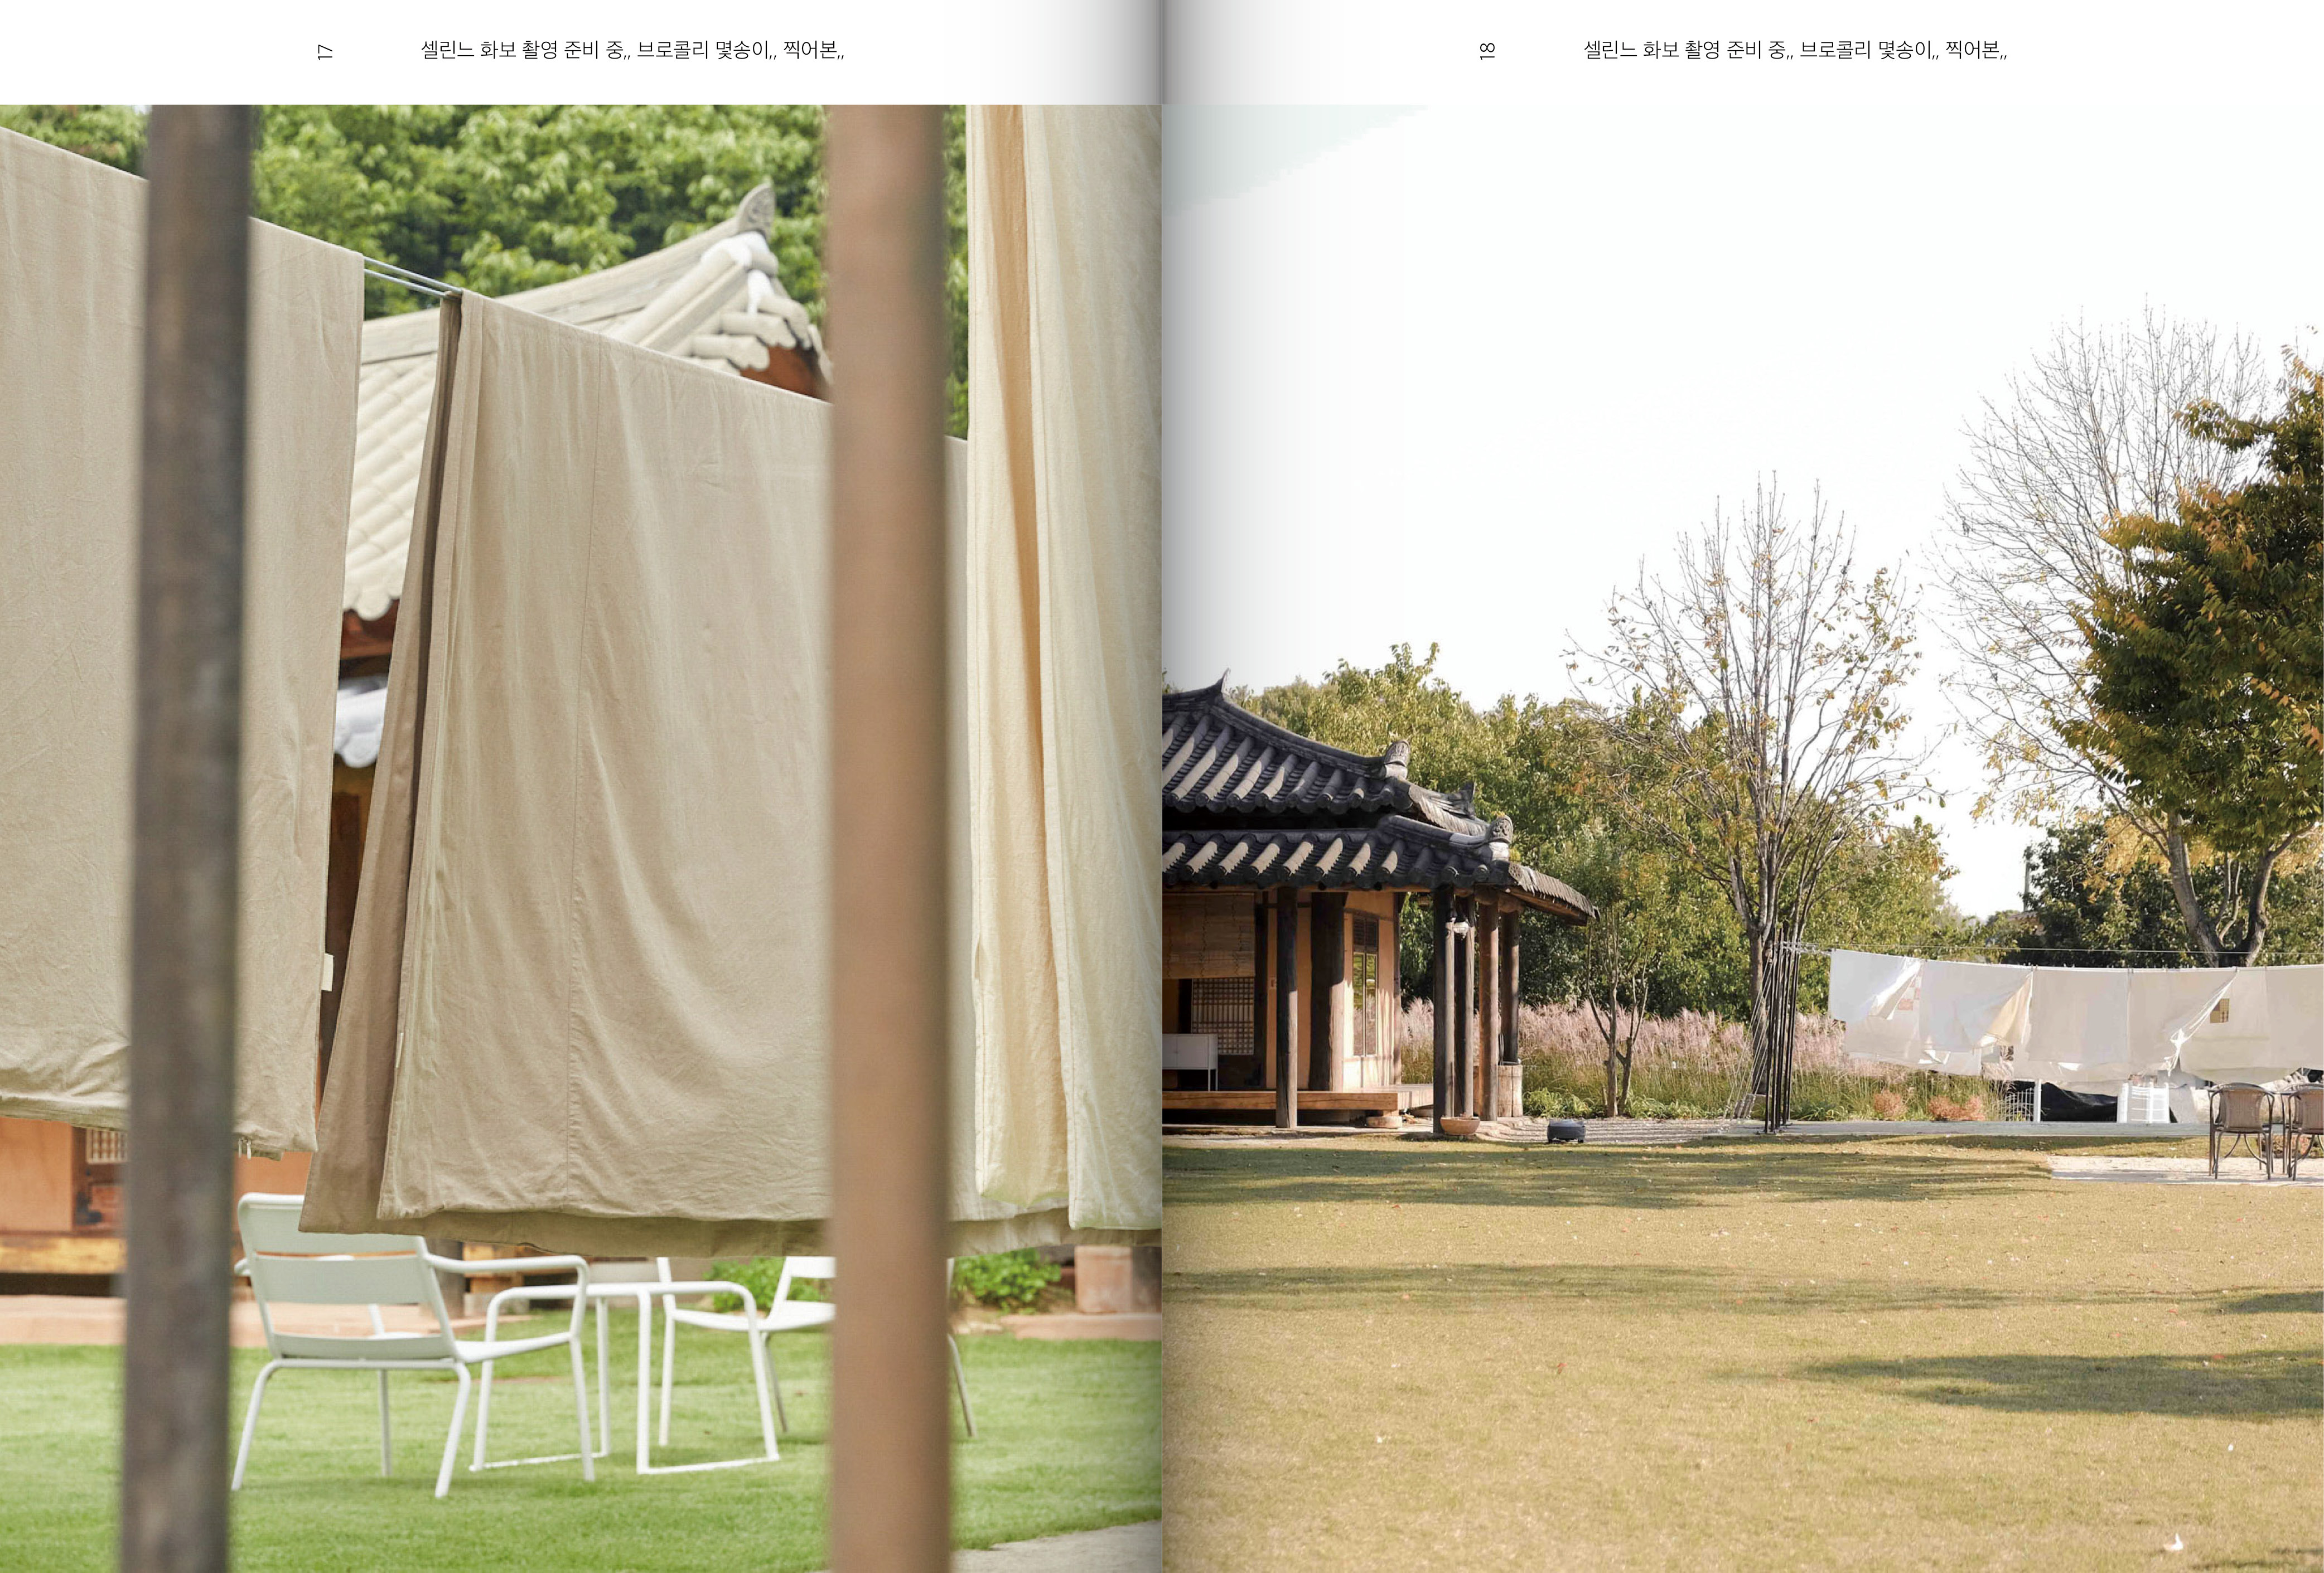 17
셀린느 화보 촬영 준비 중,, 브로콜리 몇송이,, 찍어본,,
18
셀린느 화보 촬영 준비 중,, 브로콜리 몇송이,, 찍어본,,